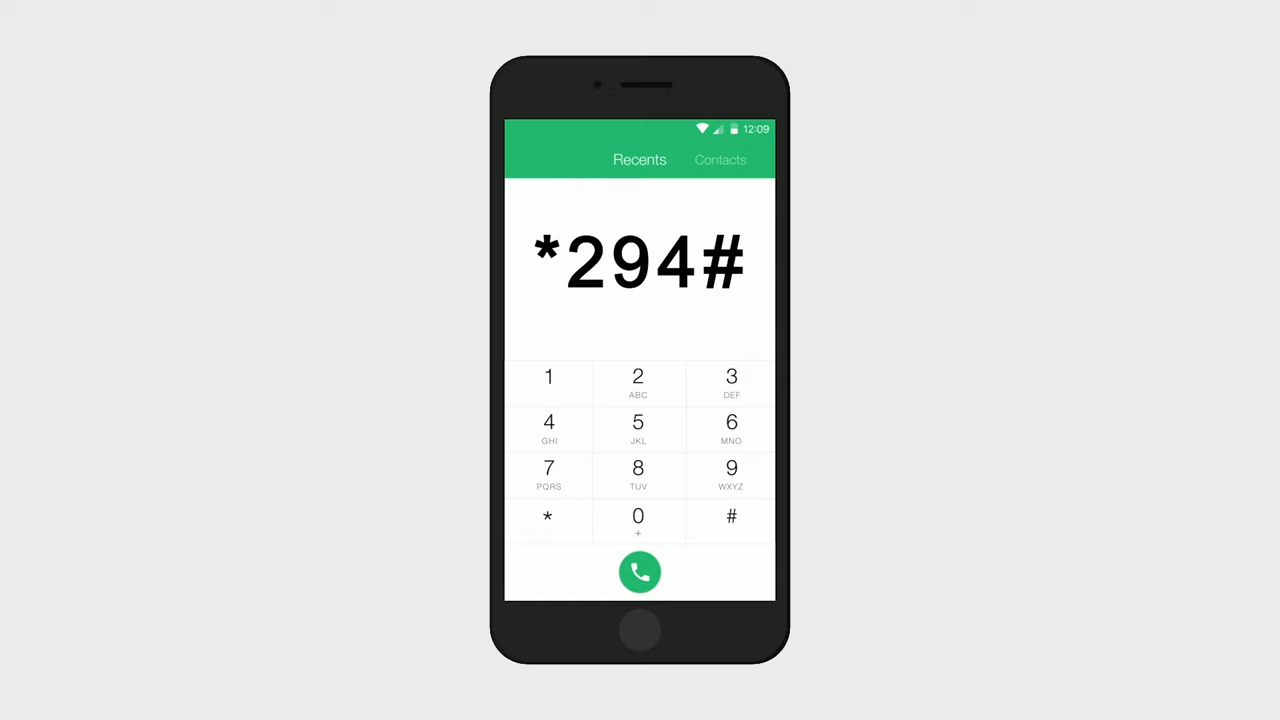 12:09
Recents Contacts
*294#
1 2 3
ABC DEF
4 5 6
GHI JKL MNO
7 8 9
PQRS TUV WXYZ
* 0 #
+